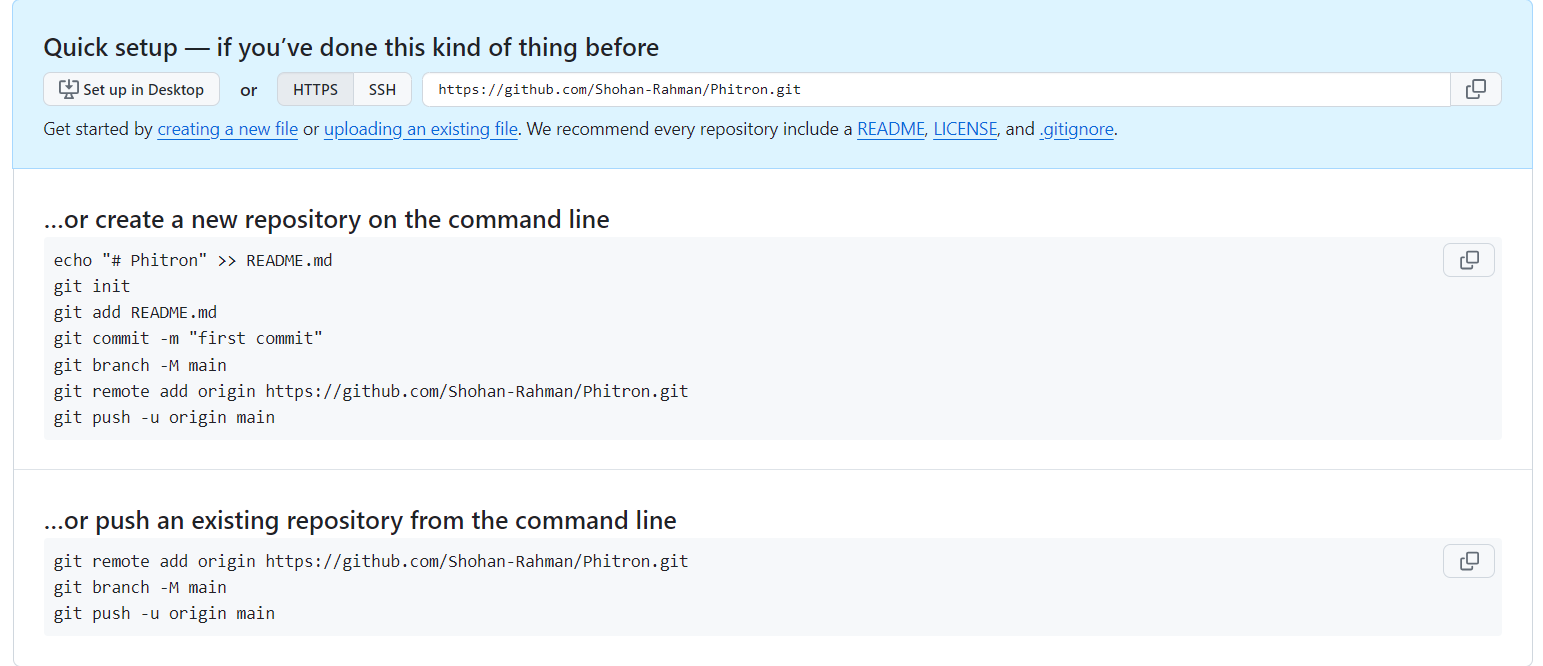 Quick setup — if you’ve done this kind of thing before
Set up in Desktop or HTTPS SSH https://github.com/Shohan-Rahman/Phitron.git
Get started by creating a new file or uploading an existing file. We recommend every repository include a README, LICENSE, and .gitignore.
…or create a new repository on the command line
echo "# Phitron" >> README.md
git init
git add README.md
git commit -m "first commit"
git branch -M main
git remote add origin https://github.com/Shohan-Rahman/Phitron.git
git push -u origin main
…or push an existing repository from the command line
git remote add origin https://github.com/Shohan-Rahman/Phitron.git
git branch -M main
git push -u origin main